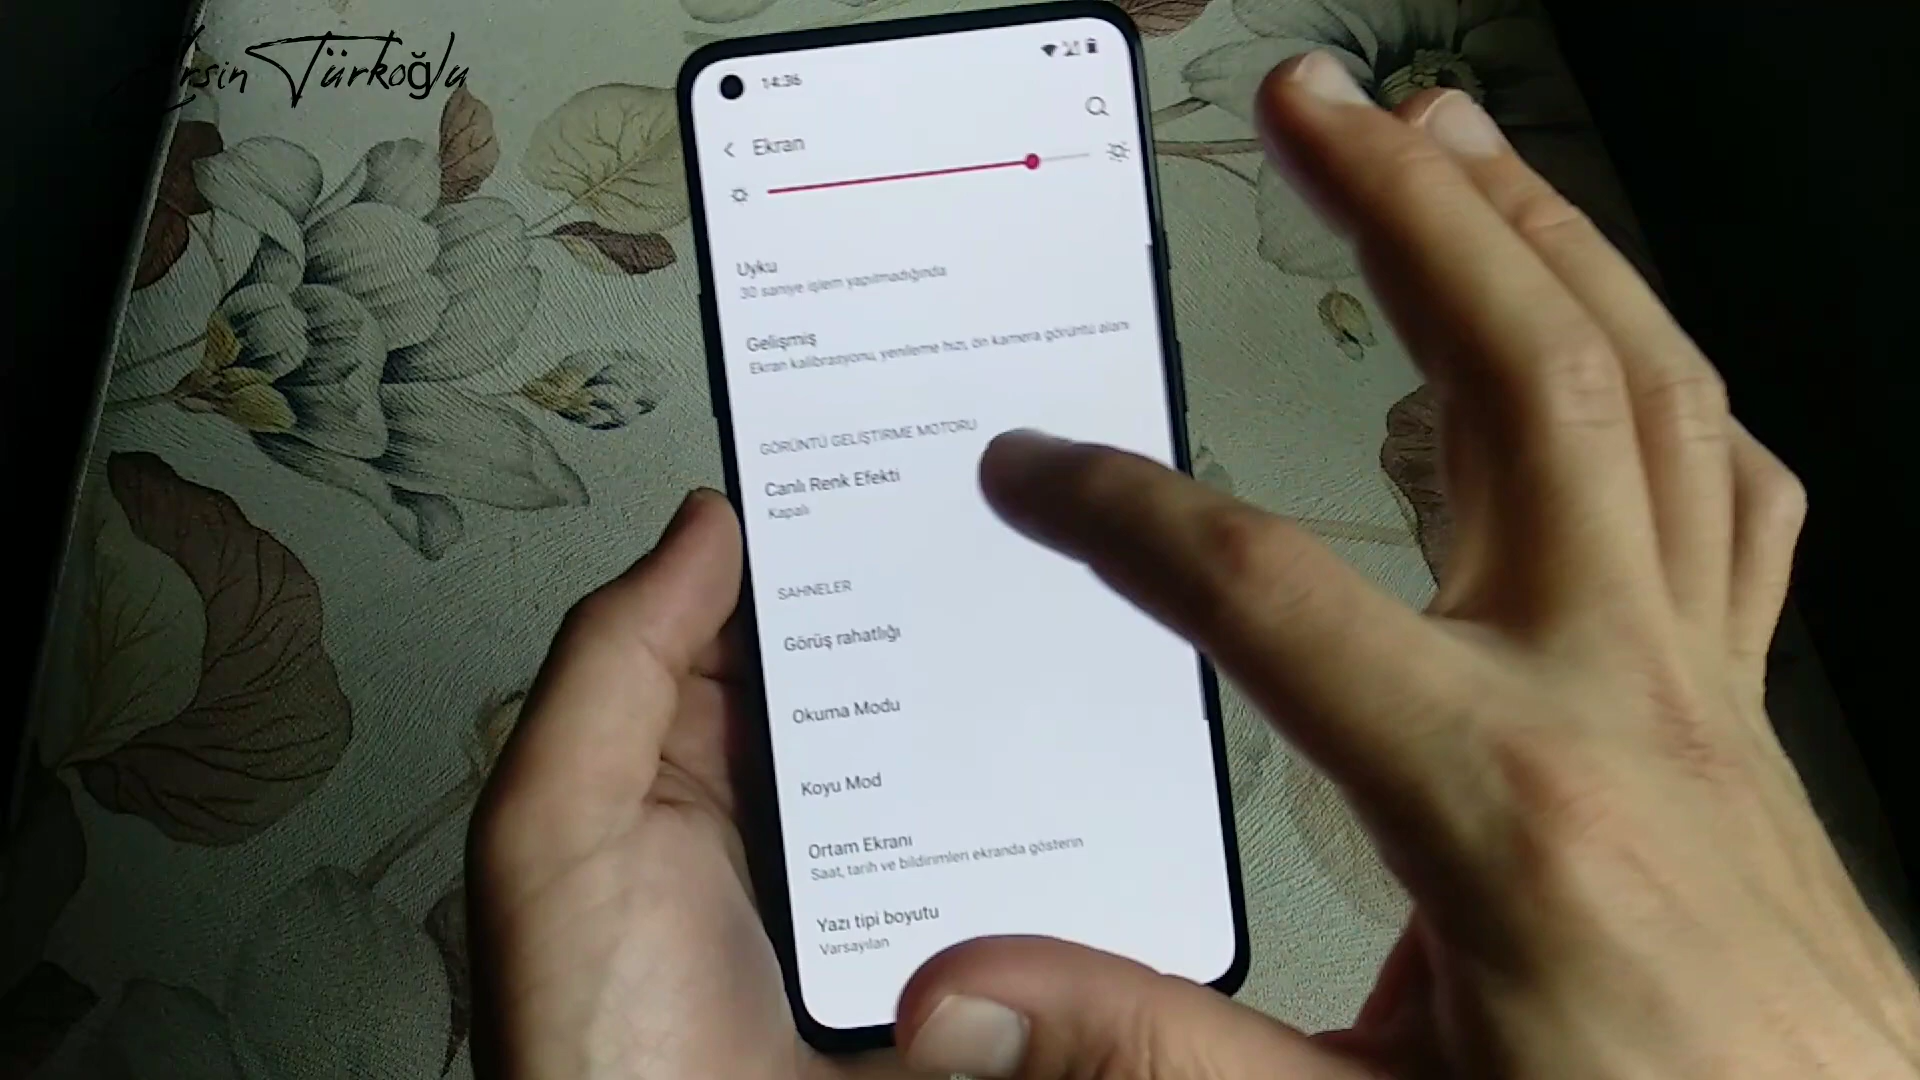 Ersin Türkoğlu
14:36
Ekran
Uyku
30 saniye işlem yapılmadığında
Gelişmiş
Ekran kalibrasyonu, yenileme hızı, ön kamera görüntü alanı
GÖRÜNTÜ GELİŞTİRME MOTORU
Canlı Renk Efekti
Kapalı
SAHNELER
Görüş rahatlığı
Okuma Modu
Koyu Mod
Ortam Ekranı
Saat, tarih ve bildirimleri ekranda gösterin
Yazı tipi boyutu
Varsayılan